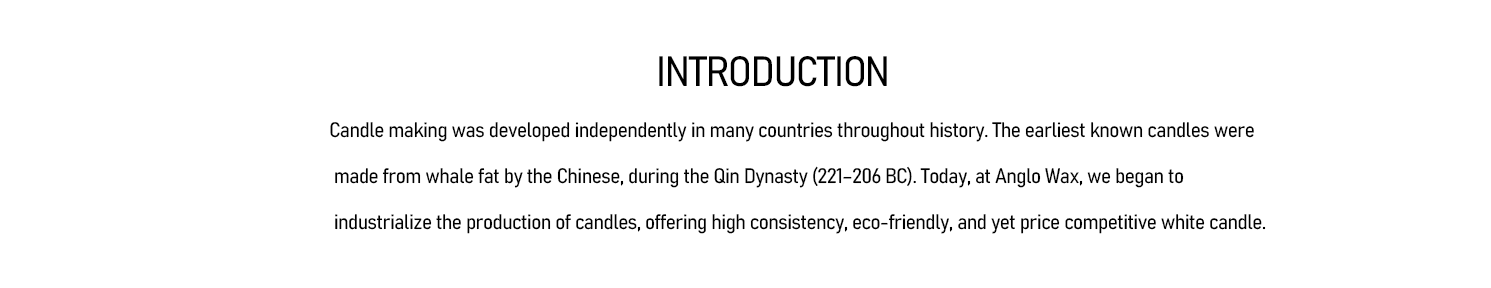 INTRODUCTION
Candle making was developed independently in many countries throughout history. The earliest known candles were
made from whale fat by the Chinese, during the Qin Dynasty (221–206 BC). Today, at Anglo Wax, we began to
industrialize the production of candles, offering high consistency, eco-friendly, and yet price competitive white candle.